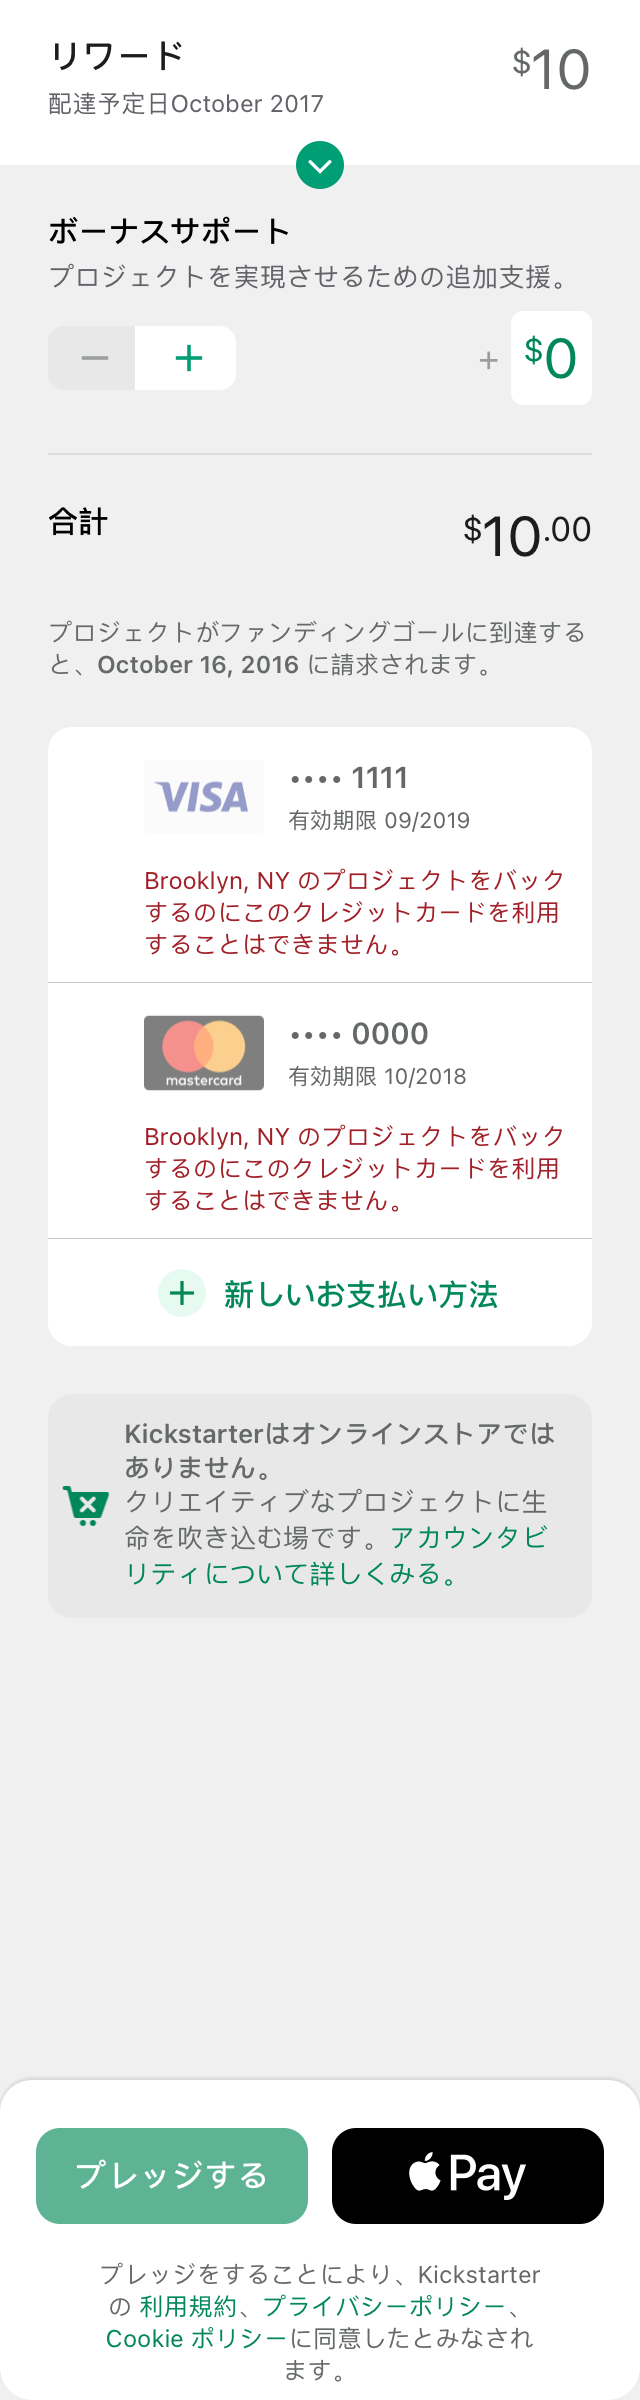 リワード
$10
配達予定日October 2017
ボーナスサポート
プロジェクトを実現させるための追加支援。
− +
+ $0
合計
$10.00
プロジェクトがファンディングゴールに到達する
と、October 16, 2016 に請求されます。
VISA
•••• 1111
有効期限 09/2019
Brooklyn, NY のプロジェクトをバック
するのにこのクレジットカードを利用
することはできません。
mastercard
•••• 0000
有効期限 10/2018
Brooklyn, NY のプロジェクトをバック
するのにこのクレジットカードを利用
することはできません。
+ 新しいお支払い方法
Kickstarterはオンラインストアでは
ありません。
クリエイティブなプロジェクトに生
命を吹き込む場です。アカウンタビ
リティについて詳しくみる。
プレッジする
Pay
プレッジをすることにより、Kickstarter
の 利用規約、プライバシーポリシー、
Cookie ポリシーに同意したとみなされ
ます。